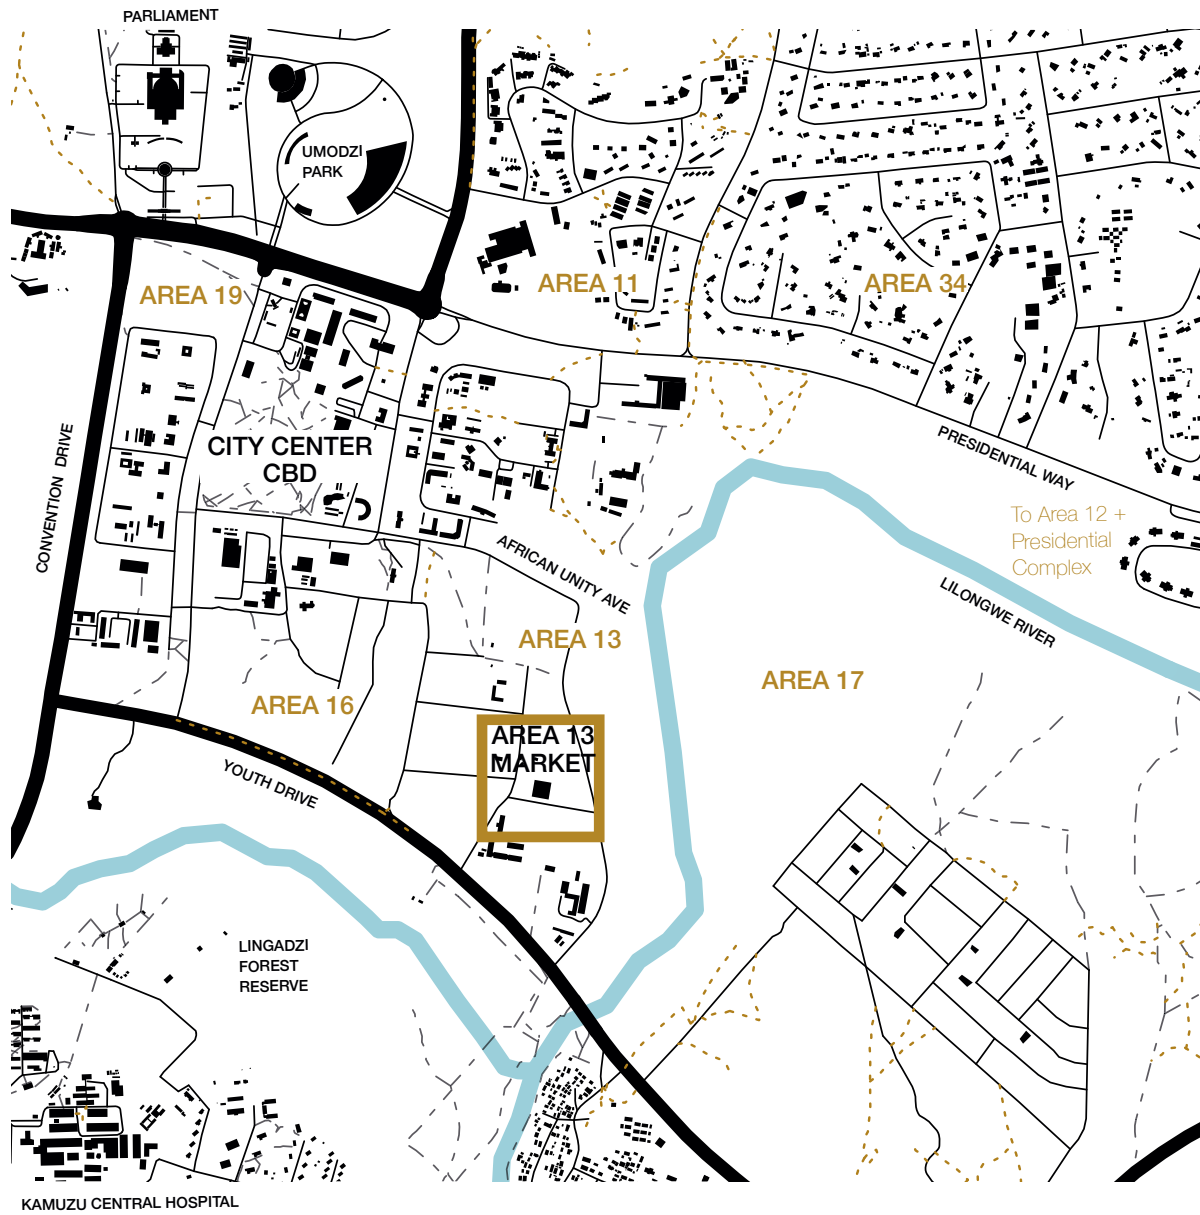 PARLIAMENT
UMODZI
PARK
AREA 19
AREA 11
AREA 34
CITY CENTER
CBD
CONVENTION DRIVE
PRESIDENTIAL WAY
To Area 12 +
Presidential
Complex
AFRICAN UNITY AVE
LILONGWE RIVER
AREA 13
AREA 17
AREA 16
AREA 13
MARKET
YOUTH DRIVE
LINGADZI
FOREST
RESERVE
KAMUZU CENTRAL HOSPITAL